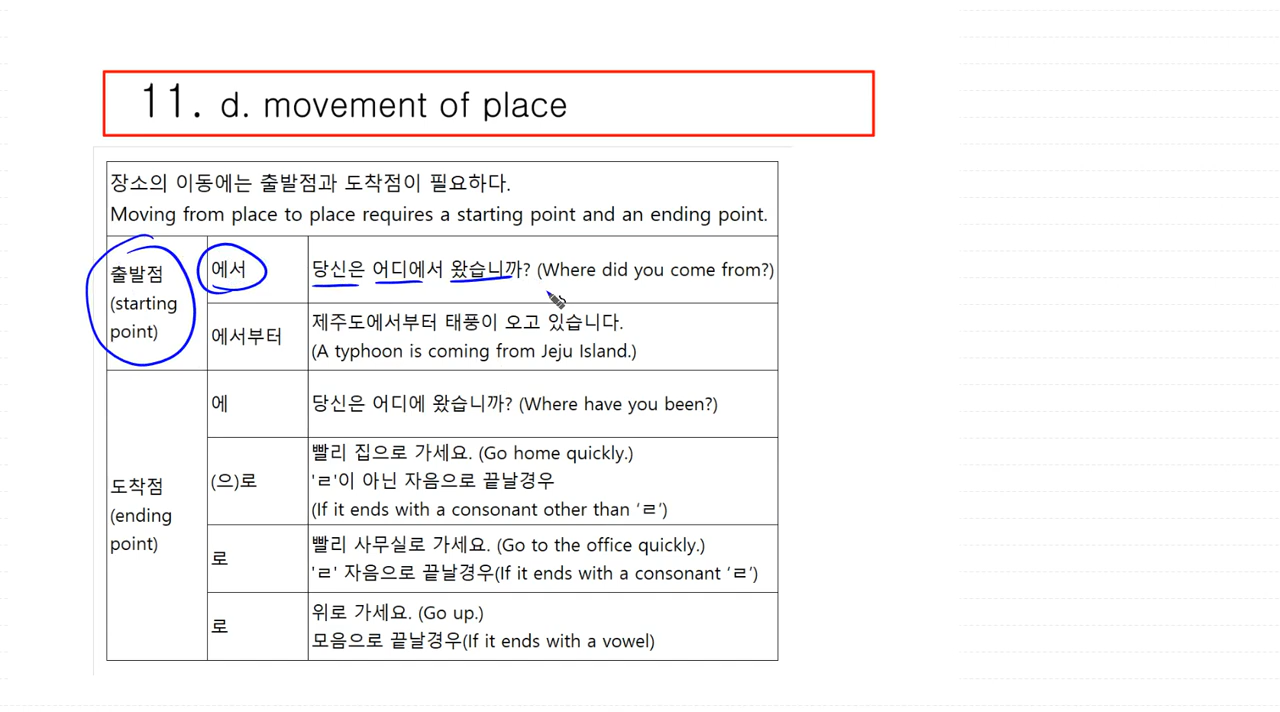 11. d. movement of place
장소의 이동에는 출발점과 도착점이 필요하다.
Moving from place to place requires a starting point and an ending point.
출발점
(starting
point)
에서
당신은 어디에서 왔습니까? (Where did you come from?)
에서부터
제주도에서부터 태풍이 오고 있습니다.
(A typhoon is coming from Jeju Island.)
도착점
(ending
point)
에
당신은 어디에 왔습니까? (Where have you been?)
(으)로
빨리 집으로 가세요. (Go home quickly.)
'ㄹ'이 아닌 자음으로 끝날경우
(If it ends with a consonant other than ‘ㄹ’)
로
빨리 사무실로 가세요. (Go to the office quickly.)
'ㄹ' 자음으로 끝날경우(If it ends with a consonant ‘ㄹ’)
로
위로 가세요. (Go up.)
모음으로 끝날경우(If it ends with a vowel)